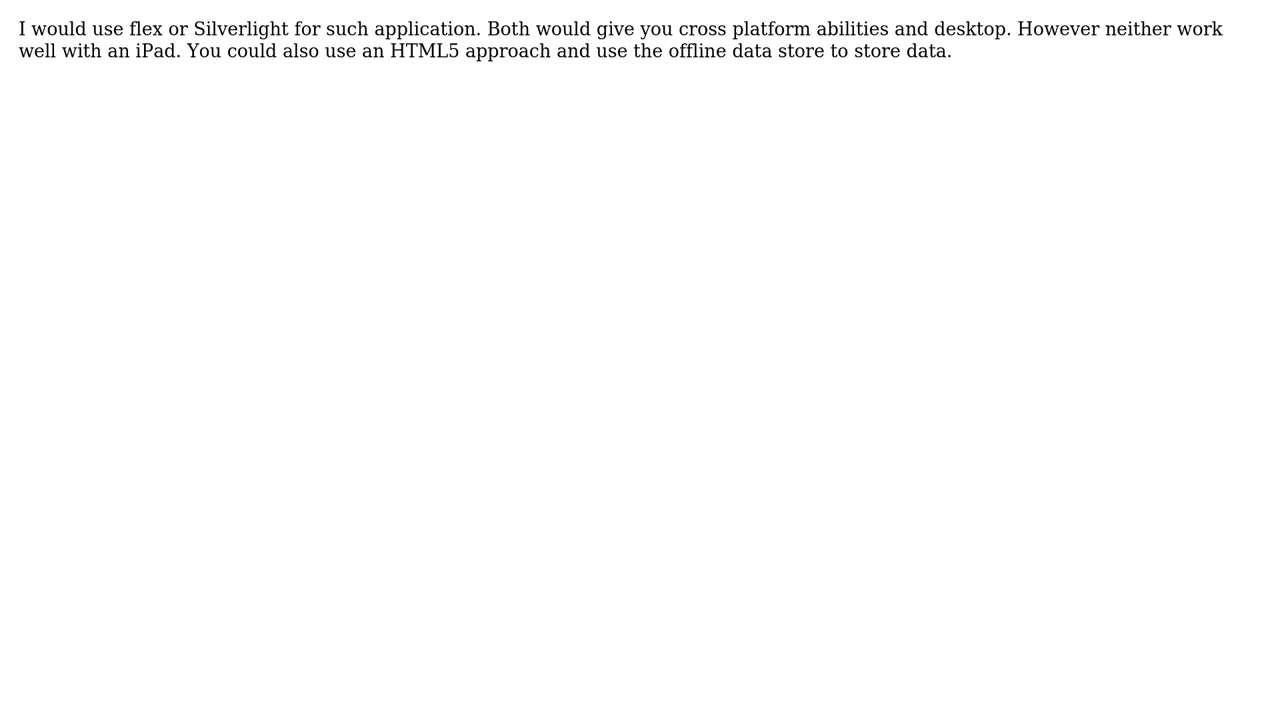 I would use flex or Silverlight for such application. Both would give you cross platform abilities and desktop. However neither work
well with an iPad. You could also use an HTML5 approach and use the offline data store to store data.